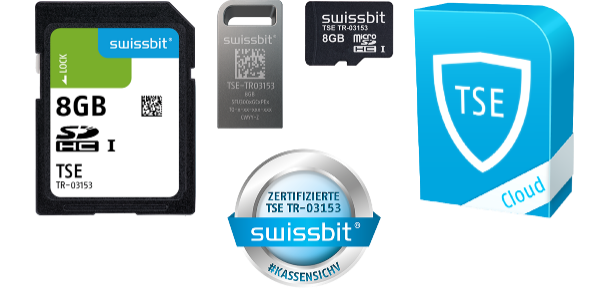 swissbit®
LOCK
8GB
SD
HC I
TSE
TR-03153
swissbit®
TSE-TR03153
8GB
swissbit®
TSE TR-03153
8GB micro
SD
HC I
TSE
Cloud
ZERTIFIZIERTE
TSE TR-03153
swissbit®
#KASSENSICHV